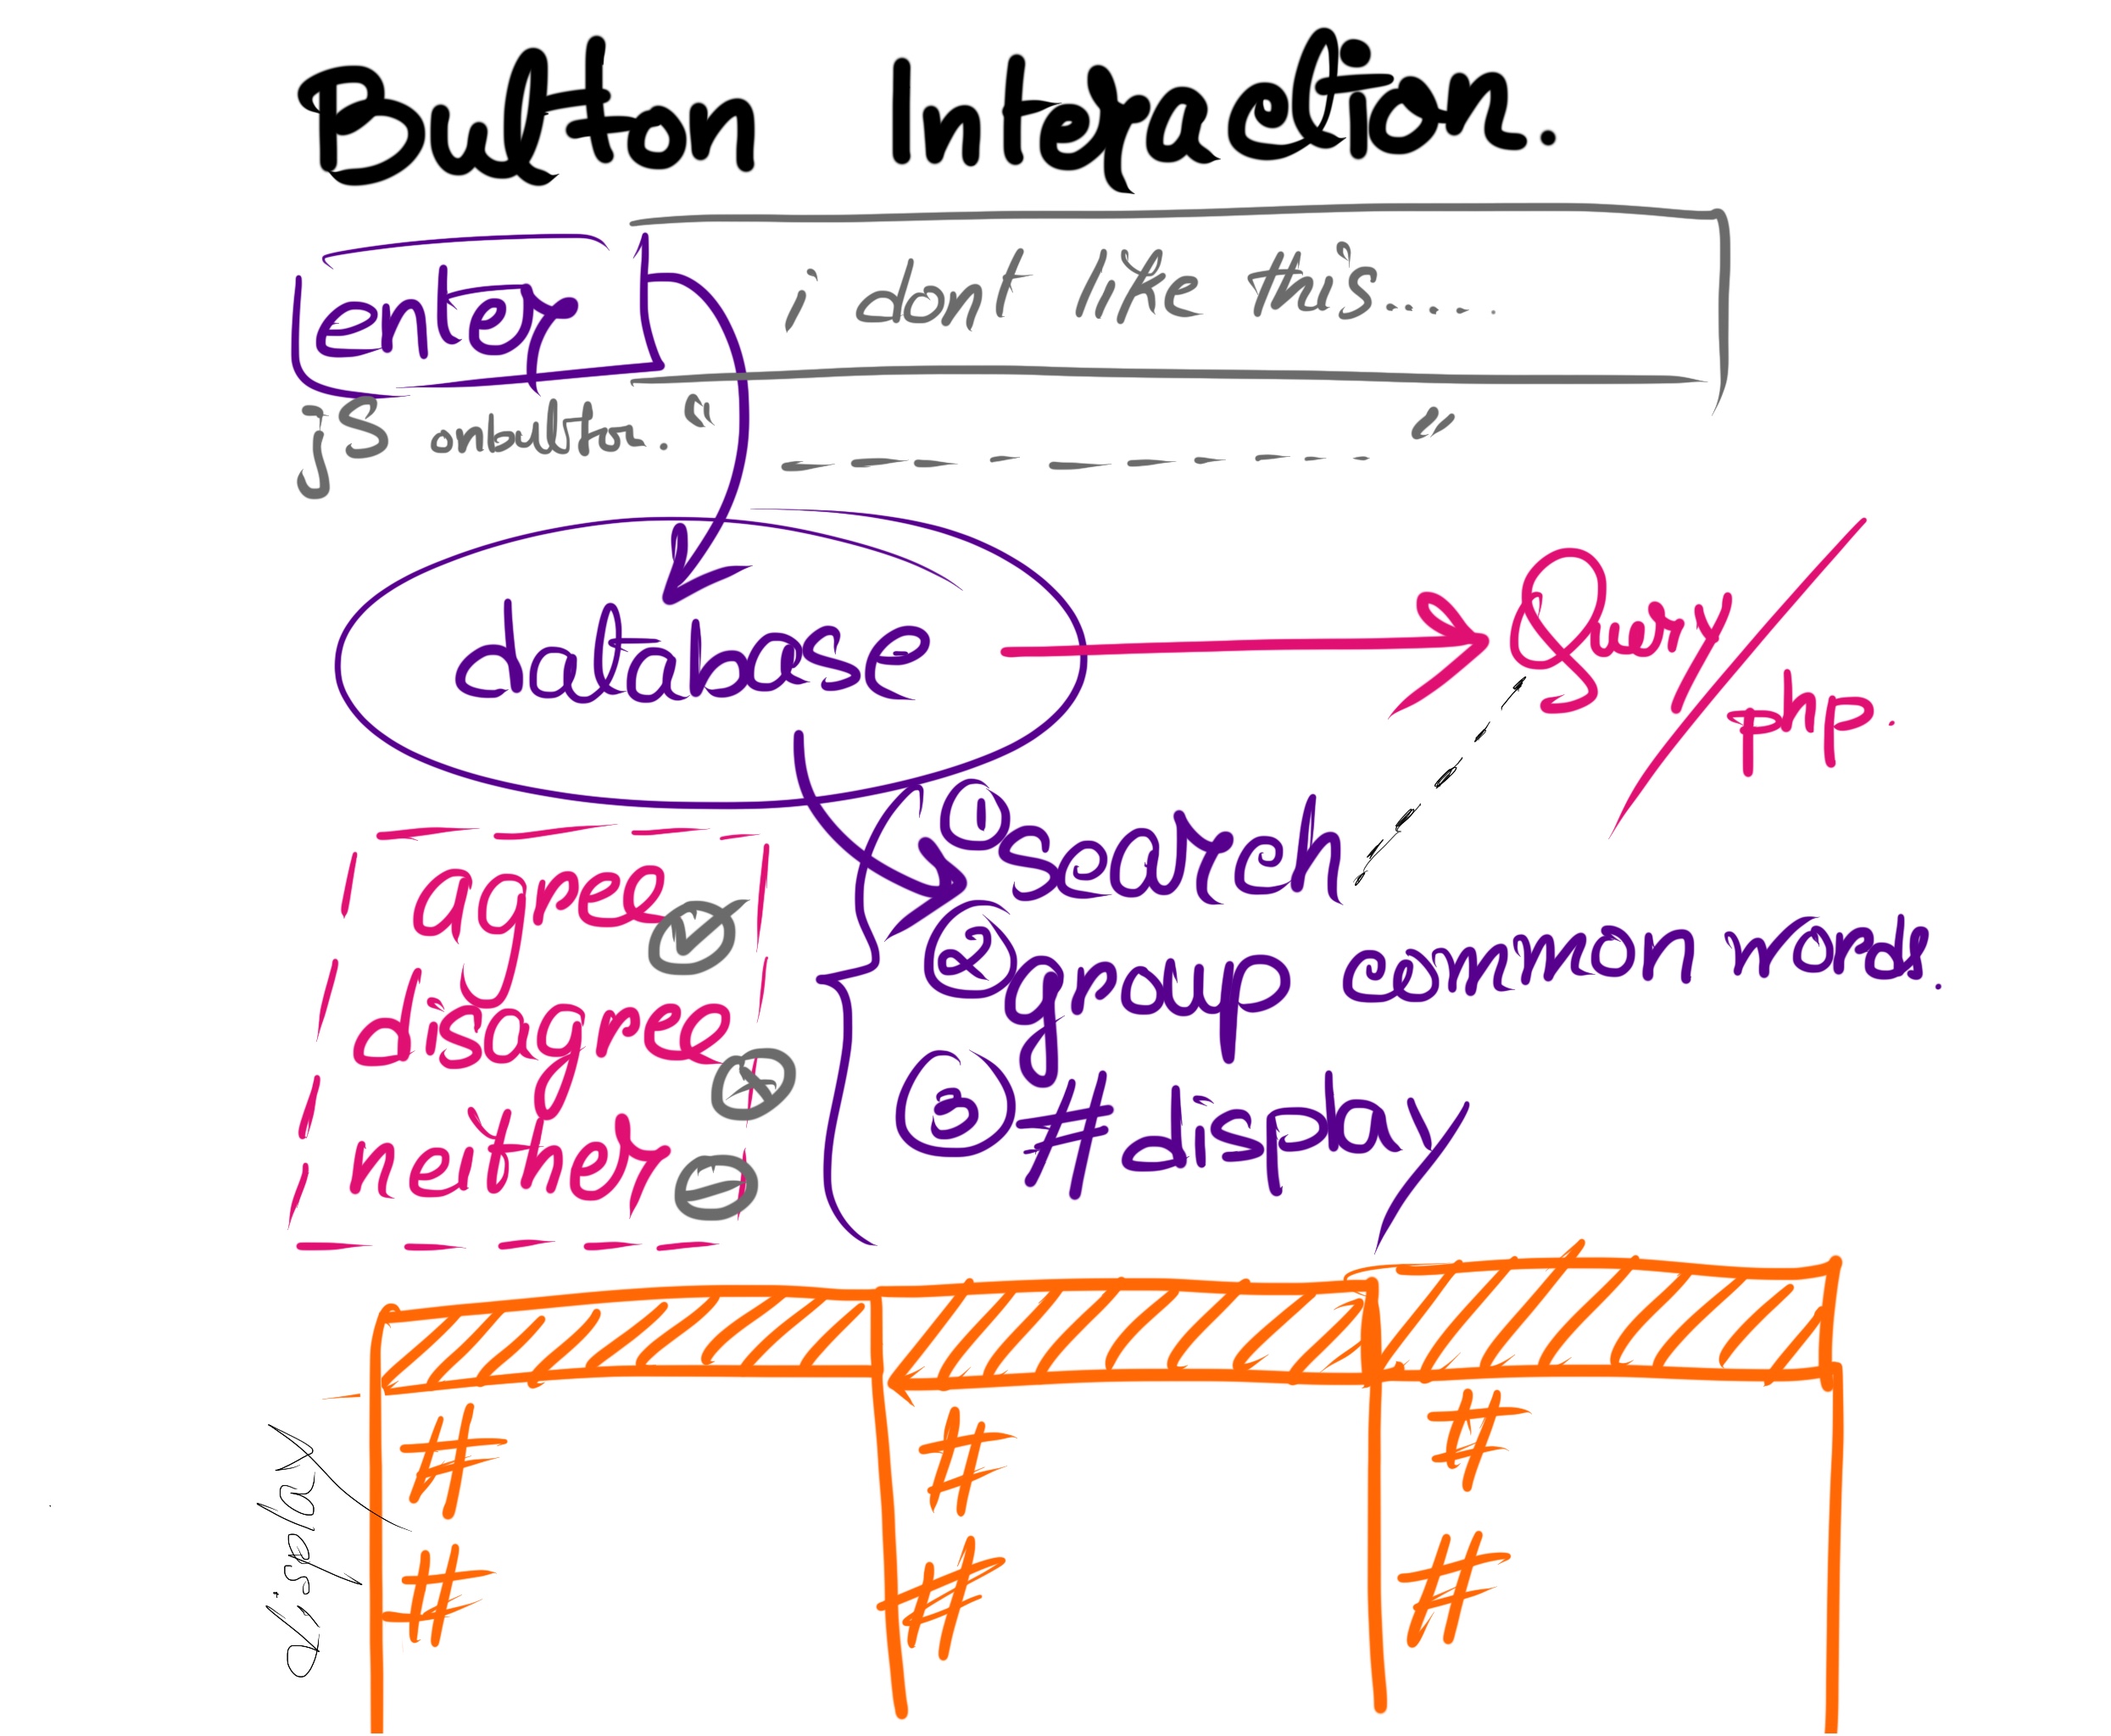 Button Interaction.
enter
i dont like this.....
js onbutton. " "
database
Query/
php.
① search
② group common words.
③ # display
agree
disagree
neither
display
# # #
# # #